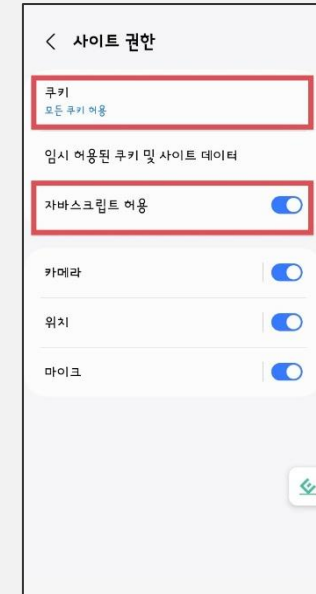 사이트 권한
쿠키
모든 쿠키 허용
임시 허용된 쿠키 및 사이트 데이터
자바스크립트 허용
카메라
위치
마이크